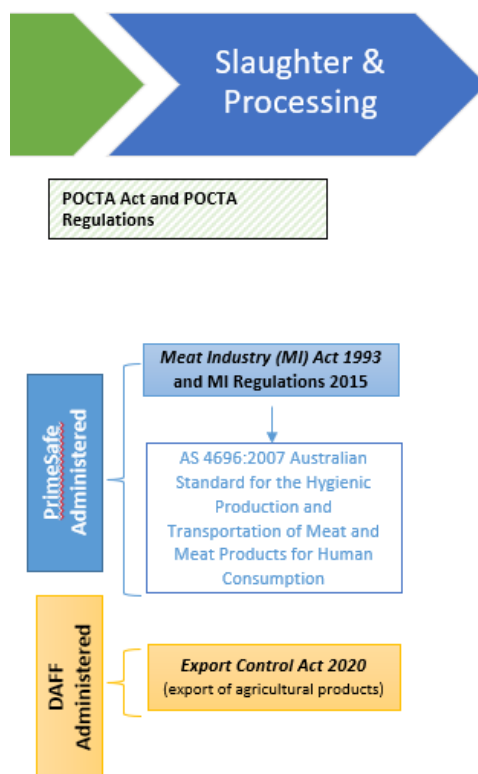 Slaughter &
Processing
POCTA Act and POCTA
Regulations
PrimeSafe
Administered
Meat Industry (MI) Act 1993
and MI Regulations 2015
AS 4696:2007 Australian
Standard for the Hygienic
Production and
Transportation of Meat and
Meat Products for Human
Consumption
DAFF
Administered
Export Control Act 2020
(export of agricultural products)